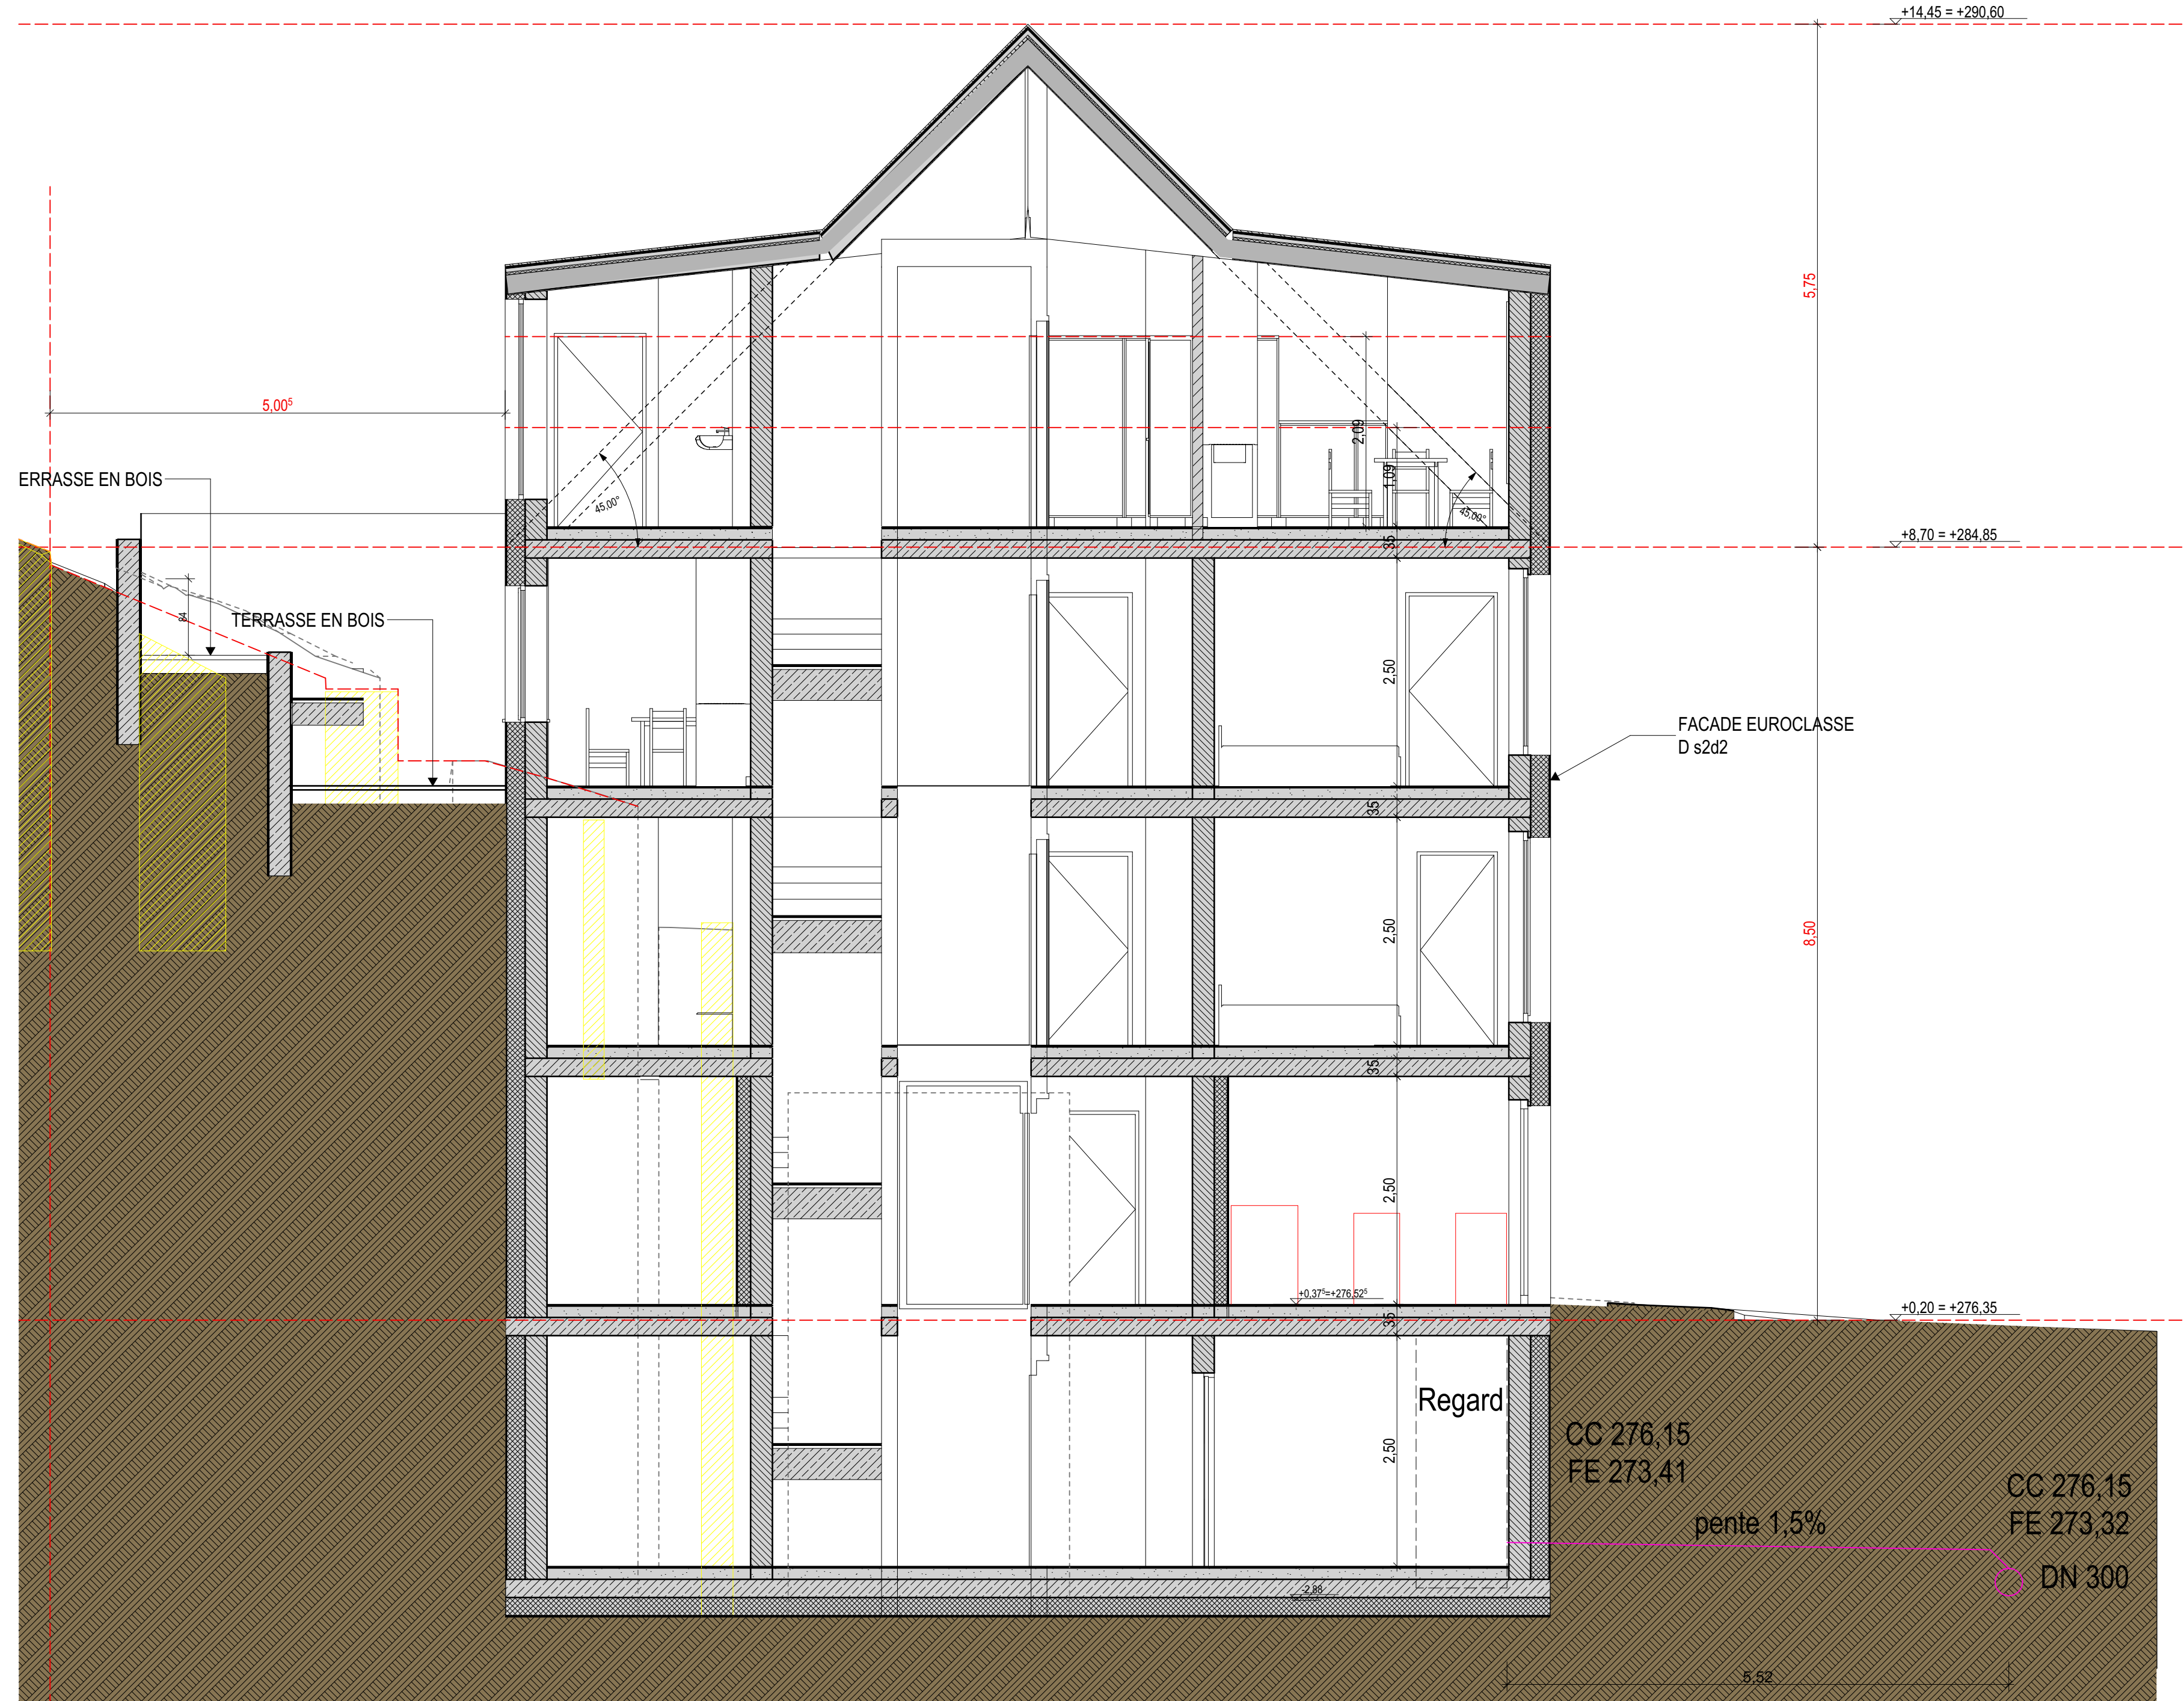 +14,45 = +290,60
5,75
5,00⁵
2,09
1,09
45,00°
45,00°
ERRASSE EN BOIS
+8,70 = +284,85
35
84
TERRASSE EN BOIS
2,50
FACADE EUROCLASSE
D s2d2
35
2,50
8,50
35
2,50
+0,37⁵=+276,52⁵
+0,20 = +276,35
35
Regard
2,50
CC 276,15
FE 273,41
CC 276,15
FE 273,32
pente 1,5%
DN 300
-2,88
5,52